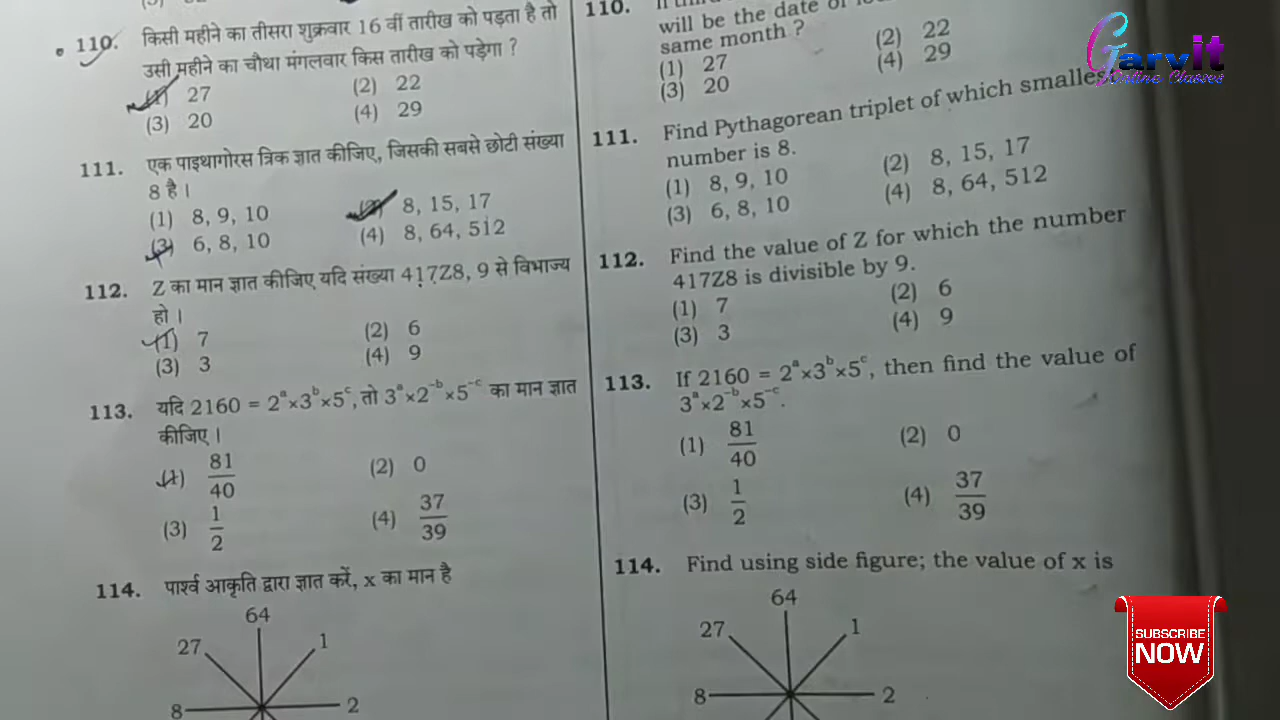 110. किसी महीने का तीसरा शुक्रवार 16 वीं तारीख को पड़ता है तो
उसी महीने का चौथा मंगलवार किस तारीख को पड़ेगा ?
(1) 27 (2) 22
(3) 20 (4) 29
111. एक पाइथागोरस त्रिक ज्ञात कीजिए, जिसकी सबसे छोटी संख्या
8 है ।
(1) 8, 9, 10 (2) 8, 15, 17
(3) 6, 8, 10 (4) 8, 64, 512
112. Z का मान ज्ञात कीजिए यदि संख्या 417Z8, 9 से विभाज्य
हो ।
(1) 7 (2) 6
(3) 3 (4) 9
113. यदि 2160 = 2ᵃ×3ᵇ×5ᶜ, तो 3ᵃ×2⁻ᵇ×5⁻ᶜ का मान ज्ञात
कीजिए ।
(1) 81/40 (2) 0
(3) 1/2 (4) 37/39
114. पार्श्व आकृति द्वारा ज्ञात करें, x का मान है
64
27 1
8 2
110.
will be the date of
same month ?
(1) 27 (2) 22
(3) 20 (4) 29
111. Find Pythagorean triplet of which smalles
number is 8.
(1) 8, 9, 10 (2) 8, 15, 17
(3) 6, 8, 10 (4) 8, 64, 512
112. Find the value of Z for which the number
417Z8 is divisible by 9.
(1) 7 (2) 6
(3) 3 (4) 9
113. If 2160 = 2ᵃ×3ᵇ×5ᶜ, then find the value of
3ᵃ×2⁻ᵇ×5⁻ᶜ.
(1) 81/40 (2) 0
(3) 1/2 (4) 37/39
114. Find using side figure; the value of x is
64
27 1
8 2
Garvit
Online Classes
SUBSCRIBE
NOW